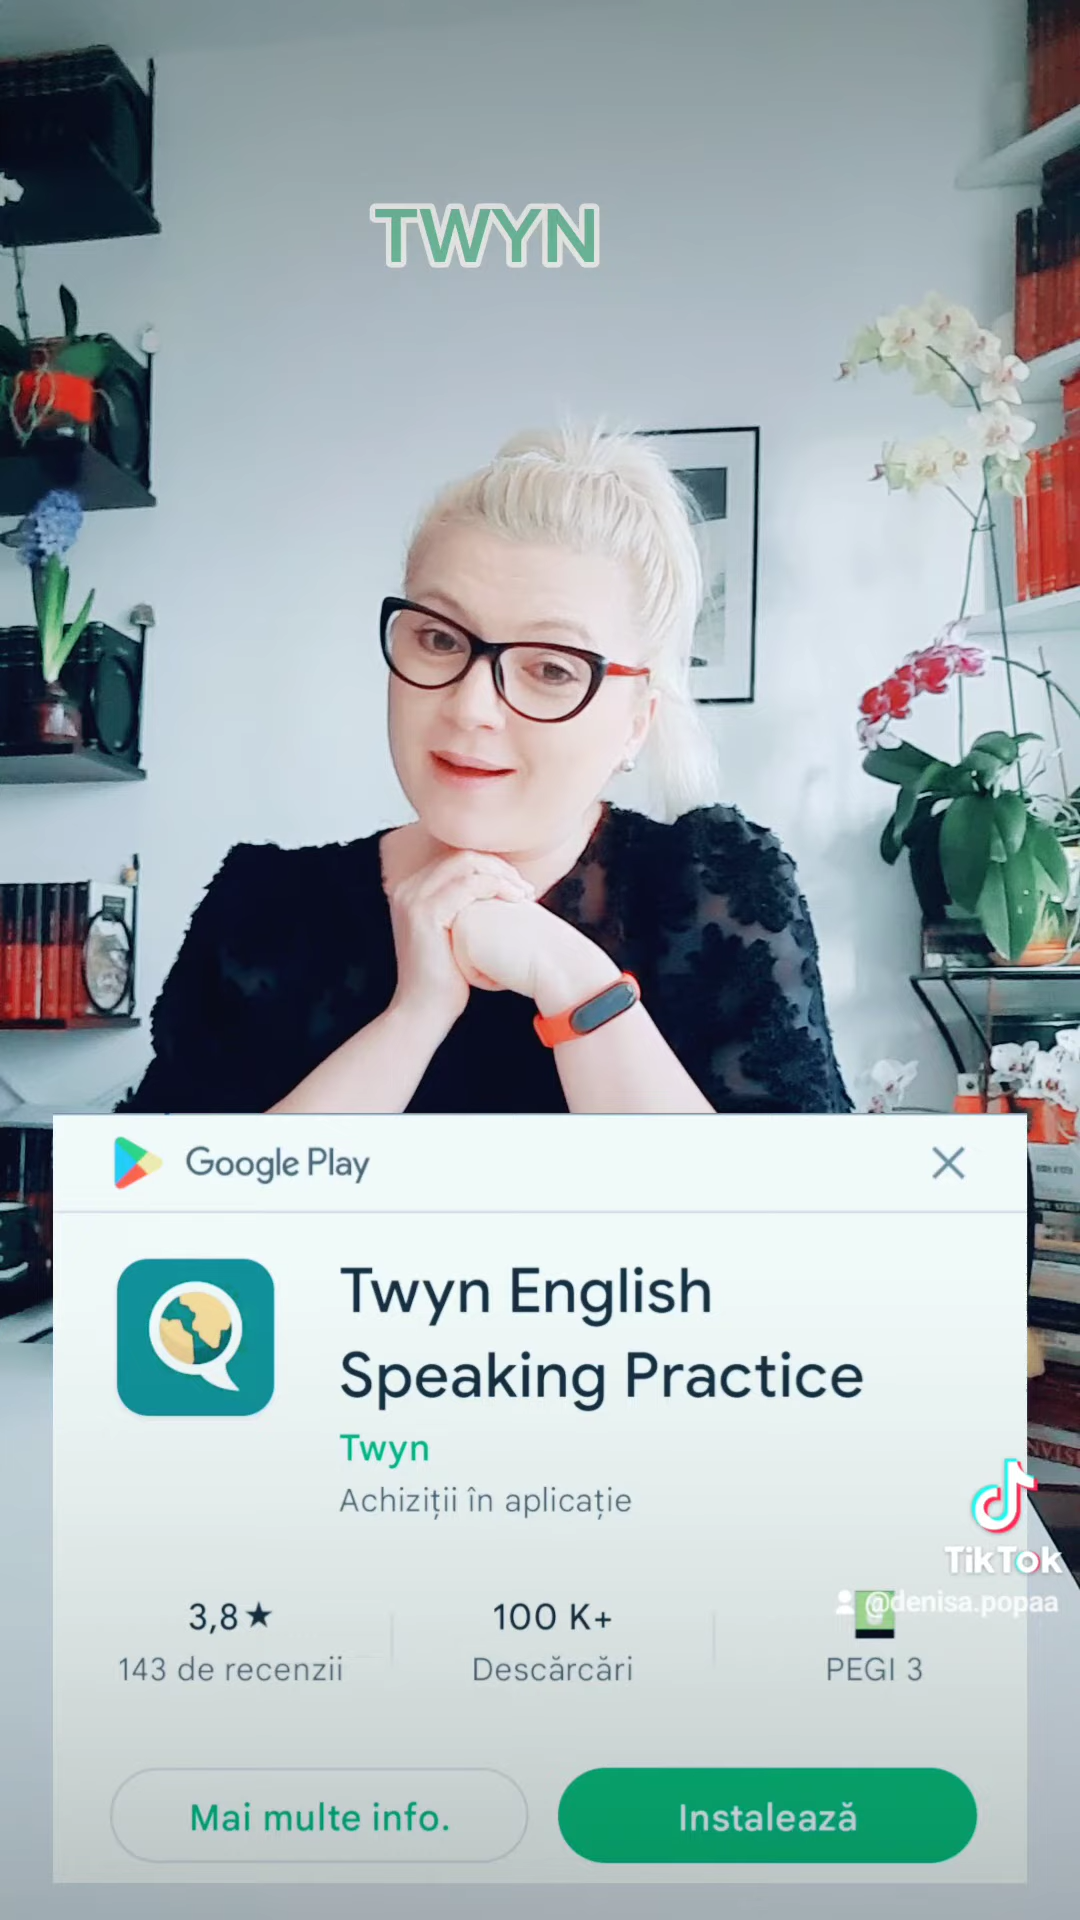 TWYN
Google Play
Twyn English
Speaking Practice
Twyn
Achiziții în aplicație
3,8★
100 K+
143 de recenzii
Descărcări
PEGI 3
TikTok
@denisa.popaa
Mai multe info.
Instalează